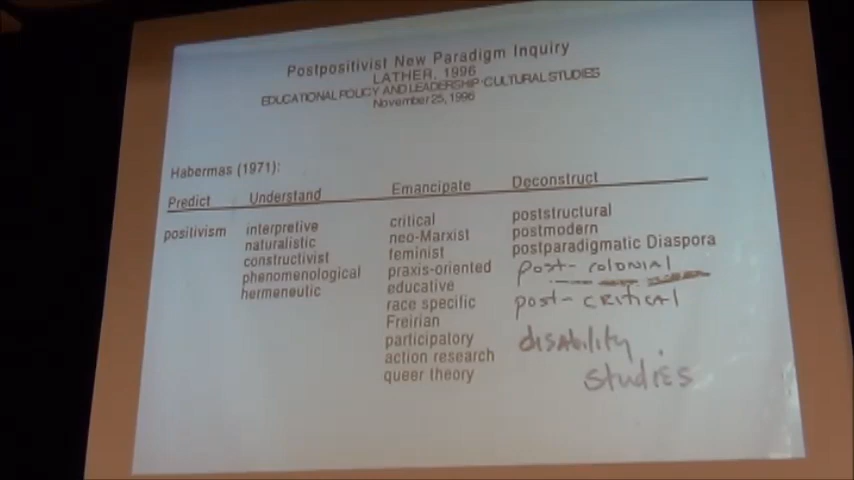 Postpositivist New Paradigm Inquiry
LATHER, 1996
EDUCATIONAL POLICY AND LEADERSHIP-CULTURAL STUDIES
November 25, 1996
Habermas (1971):
Predict Understand Emancipate Deconstruct
positivism interpretive critical poststructural
naturalistic neo-Marxist postmodern
constructivist feminist postparadigmatic Diaspora
phenomenological praxis-oriented post-colonial
hermeneutic educative
race specific post-critical
Freirian
participatory disability
action research
queer theory studies